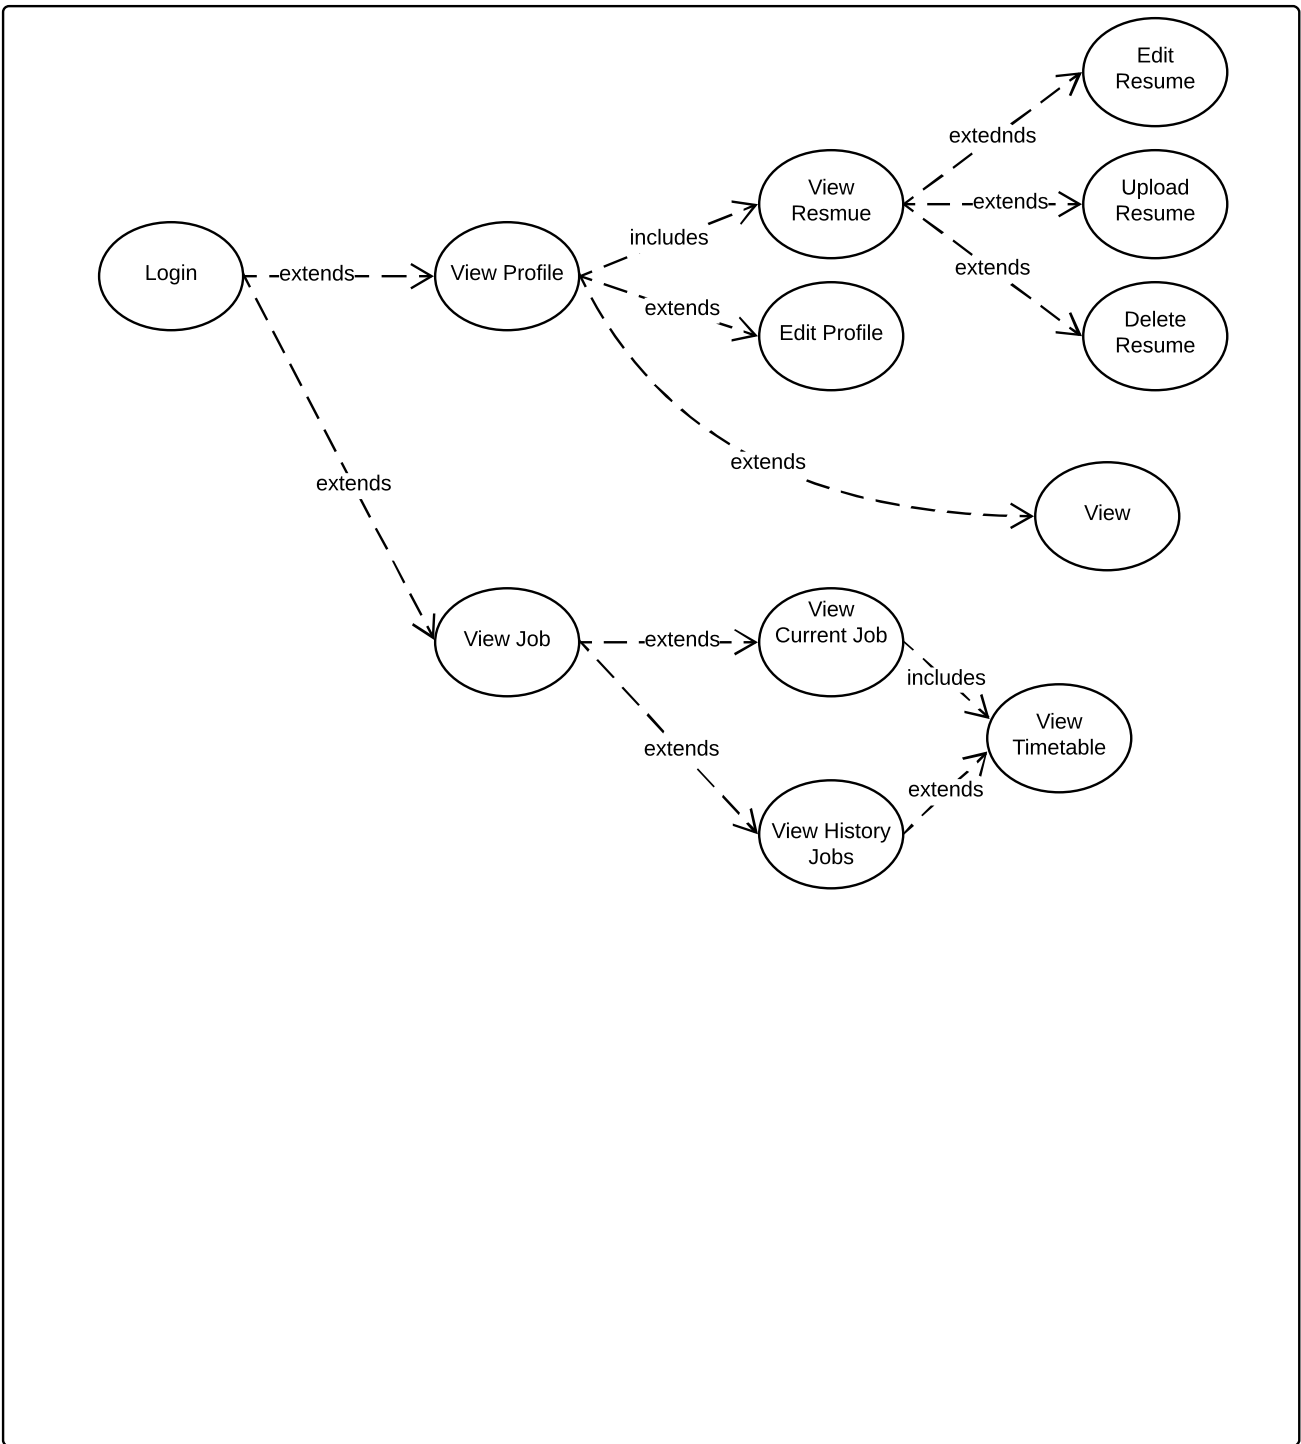 Edit
Resume
extednds
View
Resmue
extends
Upload
Resume
includes
Login
extends
View Profile
extends
extends
Edit Profile
Delete
Resume
extends
extends
View
View Job
extends
View
Current Job
includes
View
Timetable
extends
extends
View History
Jobs